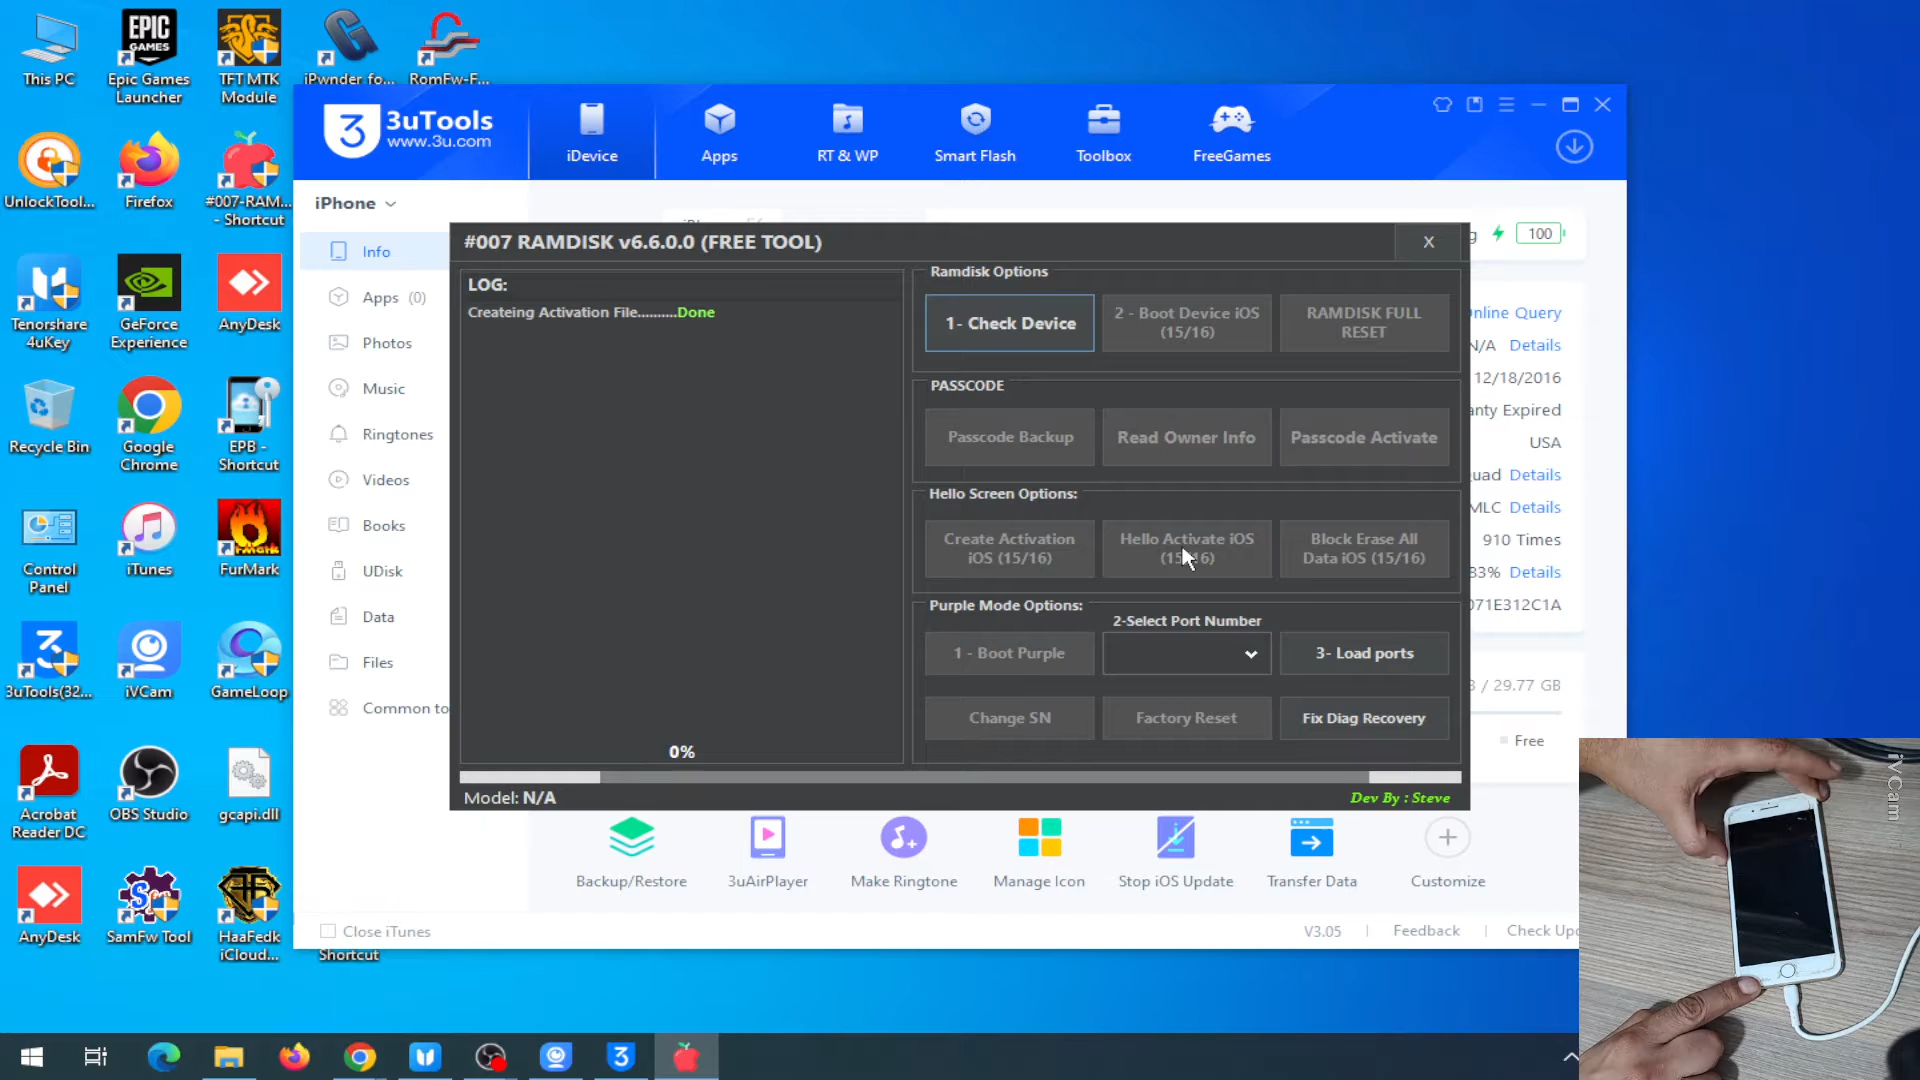 This PC
Epic Games
Launcher
TFT MTK
Module
iPwnder fo...
RomFw-F...
UnlockTool...
Firefox
#007-RAM...
- Shortcut
Tenorshare
4uKey
GeForce
Experience
AnyDesk
Recycle Bin
Google
Chrome
EPB -
Shortcut
Control
Panel
iTunes
FurMark
3uTools(32...
iVCam
GameLoop
Acrobat
Reader DC
OBS Studio
gcapi.dll
AnyDesk
SamFw Tool
HaaFedk
iCloud...
Shortcut
3uTools
www.3u.com
iDevice
Apps
RT & WP
Smart Flash
Toolbox
FreeGames
iPhone
Info
Apps (0)
Photos
Music
Ringtones
Videos
Books
UDisk
Data
Files
Common to
#007 RAMDISK v6.6.0.0 (FREE TOOL)
X
LOG:
Createing Activation File.........Done
0%
Model: N/A
Dev By : Steve
Ramdisk Options
1- Check Device
2 - Boot Device iOS
(15/16)
RAMDISK FULL
RESET
PASSCODE
Passcode Backup
Read Owner Info
Passcode Activate
Hello Screen Options:
Create Activation
iOS (15/16)
Hello Activate iOS
(15/16)
Block Erase All
Data iOS (15/16)
Purple Mode Options:
2-Select Port Number
1 - Boot Purple
3- Load ports
Change SN
Factory Reset
Fix Diag Recovery
g
100
nline Query
N/A Details
12/18/2016
nty Expired
USA
uad Details
MLC Details
910 Times
83% Details
071E312C1A
/ 29.77 GB
Free
Backup/Restore
3uAirPlayer
Make Ringtone
Manage Icon
Stop iOS Update
Transfer Data
Customize
Close iTunes
V3.05
Feedback
Check Up
iVCam